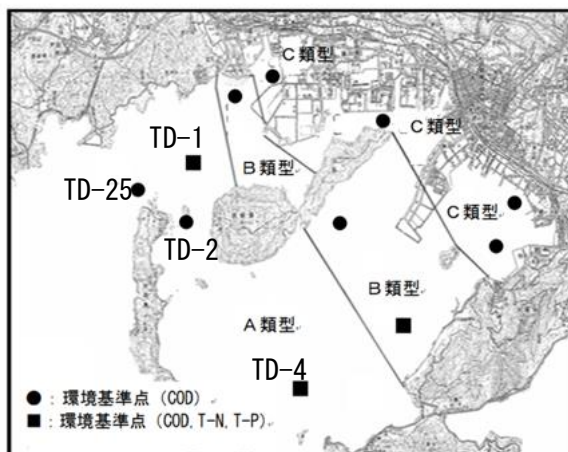 C類型
TD-1
C類型
B類型
TD-25
C類型
TD-2
B類型
A類型
TD-4
●：環境基準点（COD）
■：環境基準点（COD,T-N,T-P）